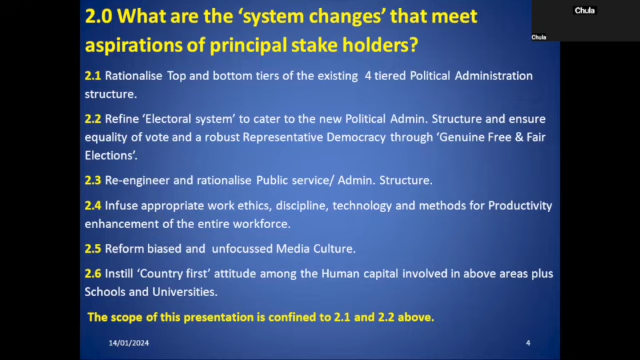 2.0 What are the ‘system changes’ that meet
aspirations of principal stake holders?
2.1 Rationalise Top and bottom tiers of the existing 4 tiered Political Administration
structure.
2.2 Refine ‘Electoral system’ to cater to the new Political Admin. Structure and ensure
equality of vote and a robust Representative Democracy through ‘Genuine Free & Fair
Elections’.
2.3 Re-engineer and rationalise Public service/ Admin. Structure.
2.4 Infuse appropriate work ethics, discipline, technology and methods for Productivity
enhancement of the entire workforce.
2.5 Reform biased and unfocussed Media Culture.
2.6 Instill ‘Country first’ attitude among the Human capital involved in above areas plus
Schools and Universities.
The scope of this presentation is confined to 2.1 and 2.2 above.
14/01/2024
4
Chula
Chula